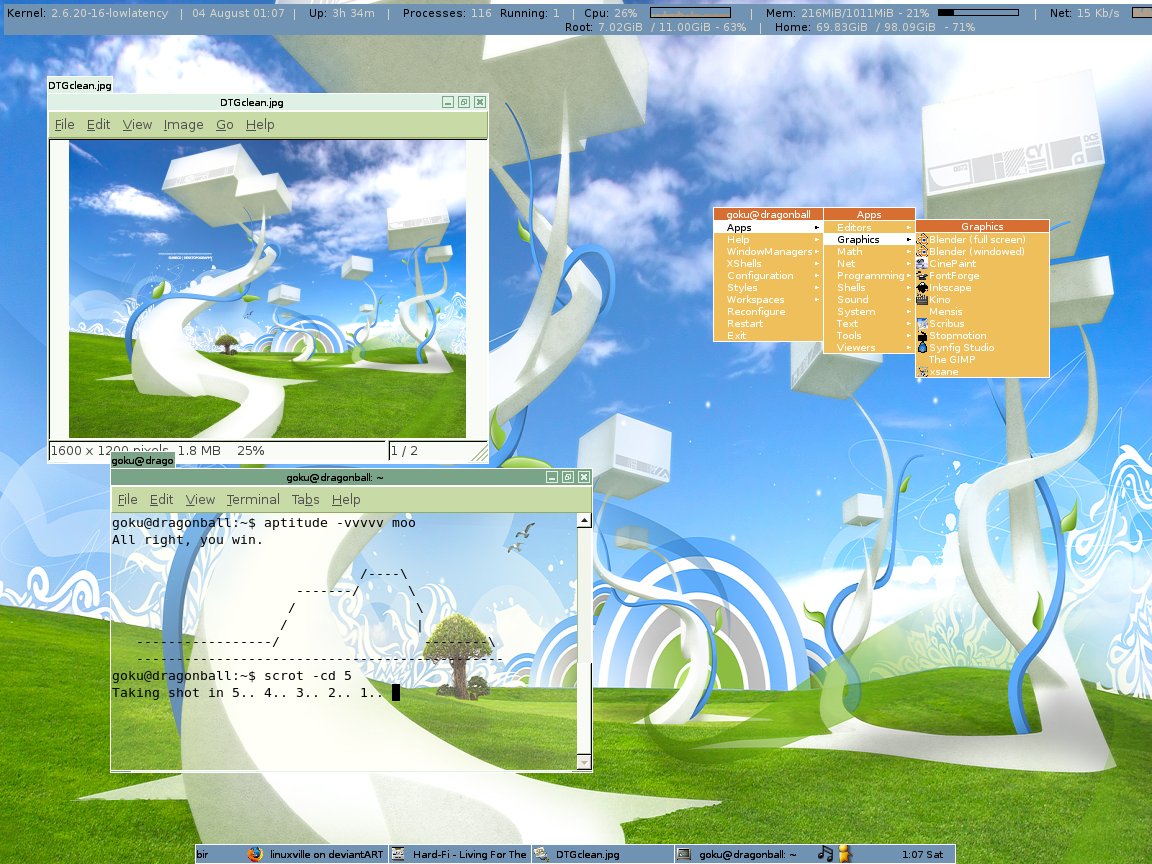 Kernel: 2.6.20-16-lowlatency | 04 August 01:07 | Up: 3h 34m | Processes: 116 Running: 1 | Cpu: 26% | Mem: 216MiB/1011MiB - 21% | Net: 15 Kb/s
Root: 7.02GiB / 11.00GiB - 63% | Home: 69.83GiB / 98.09GiB - 71%
DTGclean.jpg
DTGclean.jpg
File Edit View Image Go Help
1600 x 1200 pixels 1.8 MB 25% 1 / 2
goku@dragonball
Apps
Help
WindowManagers
XShells
Configuration
Styles
Workspaces
Reconfigure
Restart
Exit
Apps
Editors
Graphics
Math
Net
Programming
Shells
Sound
System
Text
Tools
Viewers
Graphics
Blender (full screen)
Blender (windowed)
CinePaint
FontForge
Inkscape
Kino
Mensis
Scribus
Stopmotion
Synfig Studio
The GIMP
xsane
goku@drago
goku@dragonball: ~
File Edit View Terminal Tabs Help
goku@dragonball:~$ aptitude -vvvvv moo
All right, you win.
goku@dragonball:~$ scrot -cd 5
Taking shot in 5.. 4.. 3.. 2.. 1..
bir linuxville on deviantART Hard-Fi - Living For The DTGclean.jpg goku@dragonball: ~ 1:07 Sat